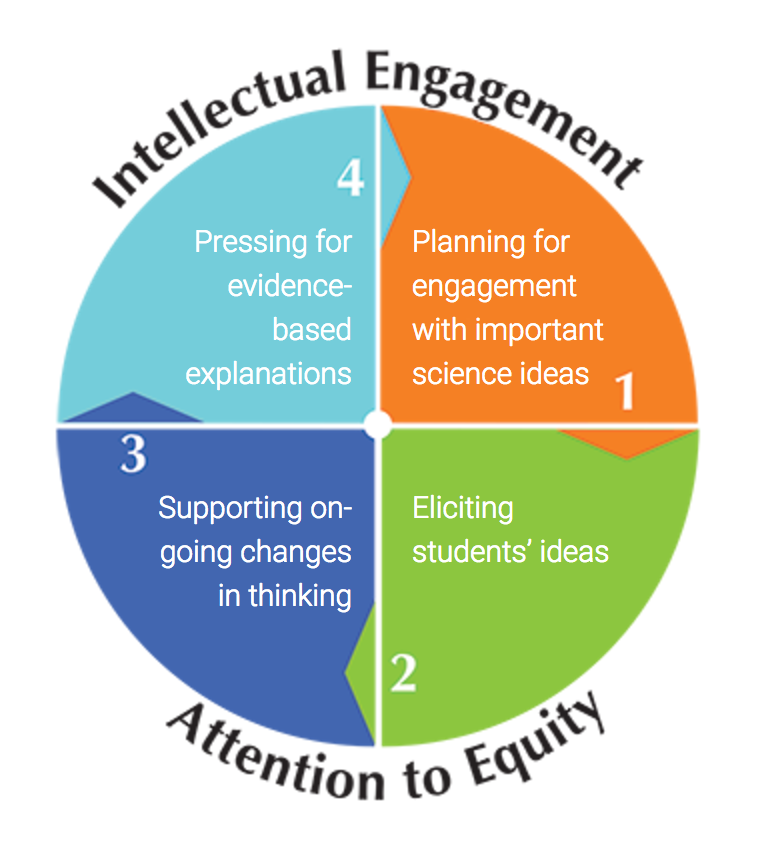 Intellectual Engagement
4
Pressing for
evidence-
based
explanations
Planning for
engagement
with important
science ideas
1
3
Supporting on-
going changes
in thinking
Eliciting
students’ ideas
2
Attention to Equity